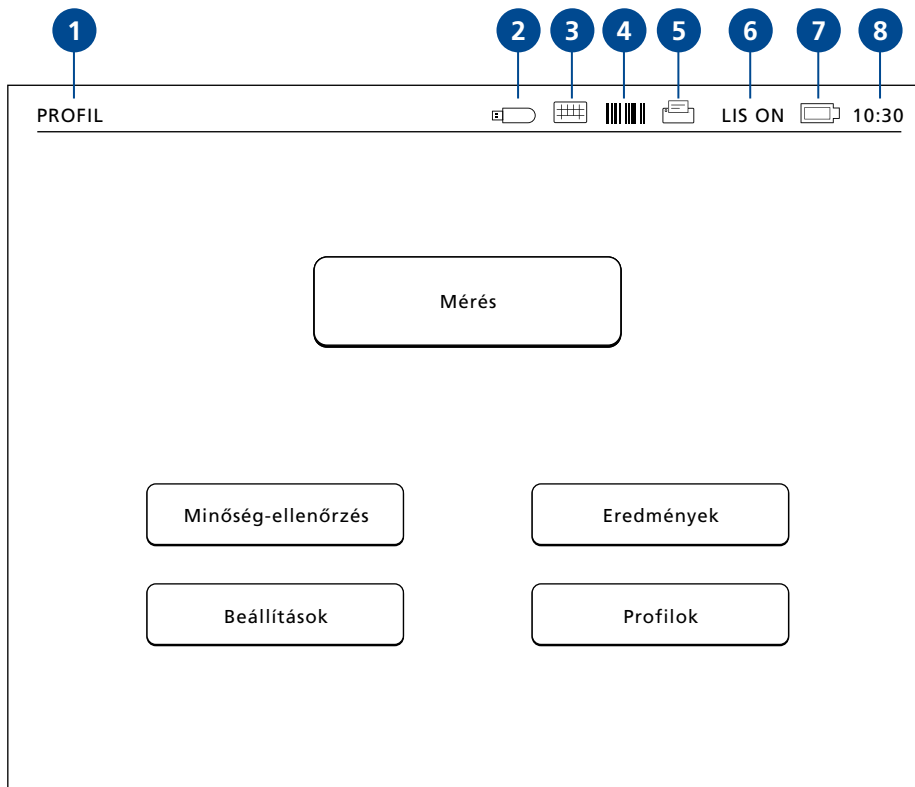 1 2 3 4 5 6 7 8
PROFIL LIS ON 10:30
Mérés
Minőség-ellenőrzés Eredmények
Beállítások Profilok